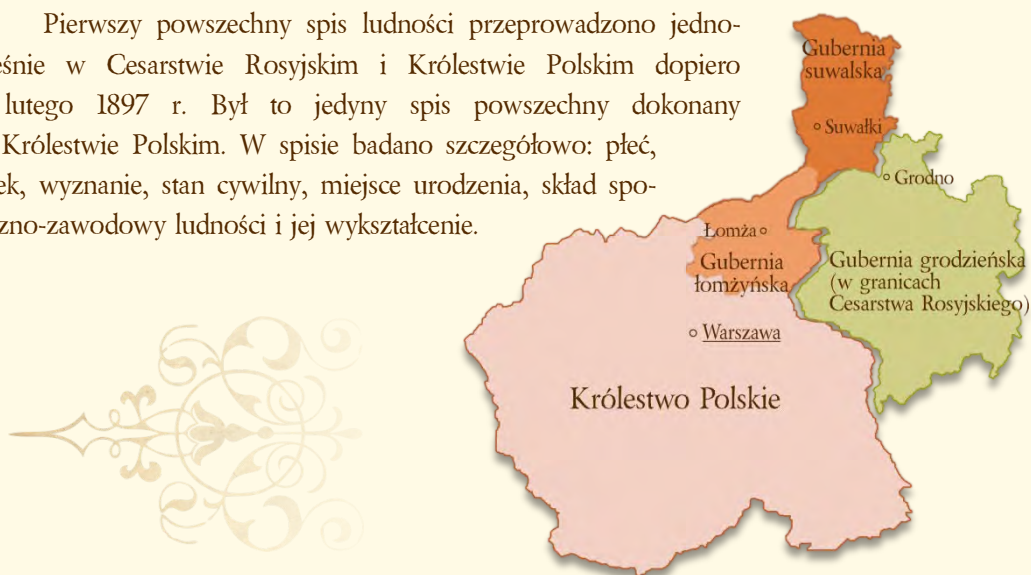 Pierwszy powszechny spis ludności przeprowadzono jedno-
eśnie w Cesarstwie Rosyjskim i Królestwie Polskim dopiero
lutego 1897 r. Był to jedyny spis powszechny dokonany
Królestwie Polskim. W spisie badano szczegółowo: płeć,
ek, wyznanie, stan cywilny, miejsce urodzenia, skład spo-
zno-zawodowy ludności i jej wykształcenie.
Gubernia
suwalska
Suwałki
Grodno
Łomża
Gubernia
łomżyńska
Gubernia grodzieńska
(w granicach
Cesarstwa Rosyjskiego)
Warszawa
Królestwo Polskie